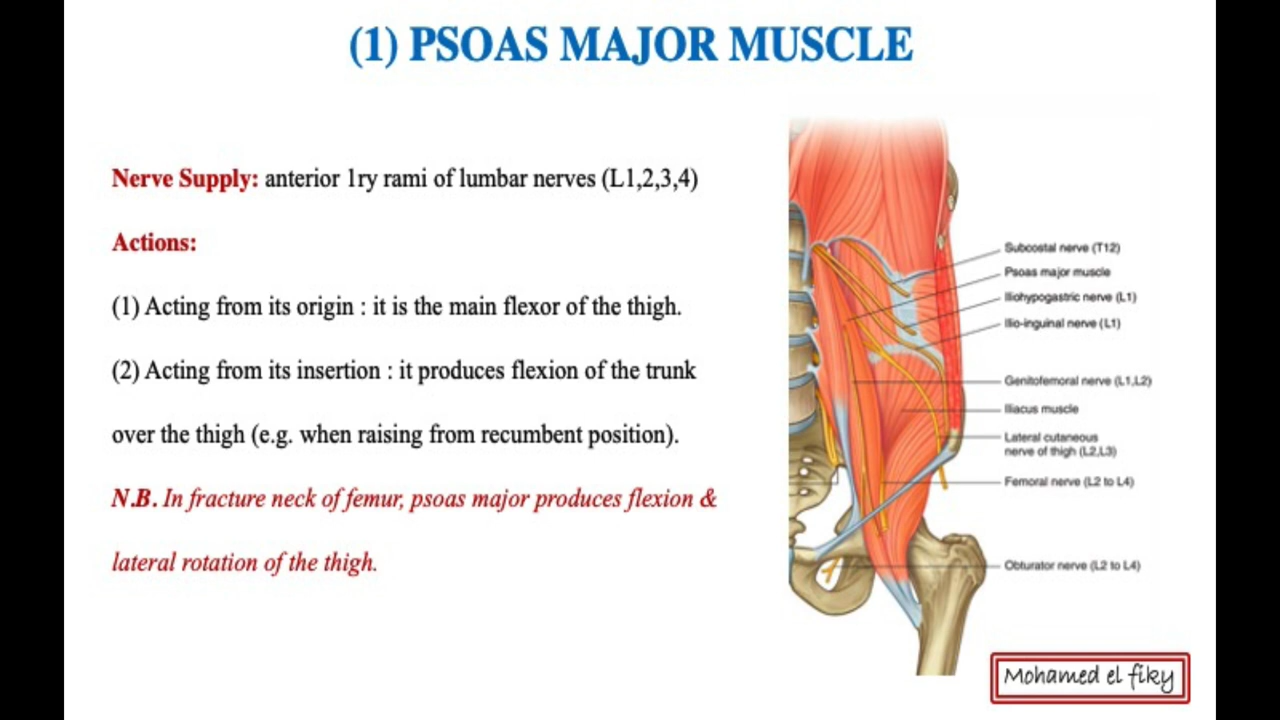 (1) PSOAS MAJOR MUSCLE
Nerve Supply: anterior 1ry rami of lumbar nerves (L1,2,3,4)
Actions:
(1) Acting from its origin : it is the main flexor of the thigh.
(2) Acting from its insertion : it produces flexion of the trunk
over the thigh (e.g. when raising from recumbent position).
N.B. In fracture neck of femur, psoas major produces flexion &
lateral rotation of the thigh.
Subcostal nerve (T12)
Psoas major muscle
Iliohypogastric nerve (L1)
Ilio-inguinal nerve (L1)
Genitofemoral nerve (L1,L2)
Iliacus muscle
Lateral cutaneous
nerve of thigh (L2,L3)
Femoral nerve (L2 to L4)
Obturator nerve (L2 to L4)
Mohamed el fiky